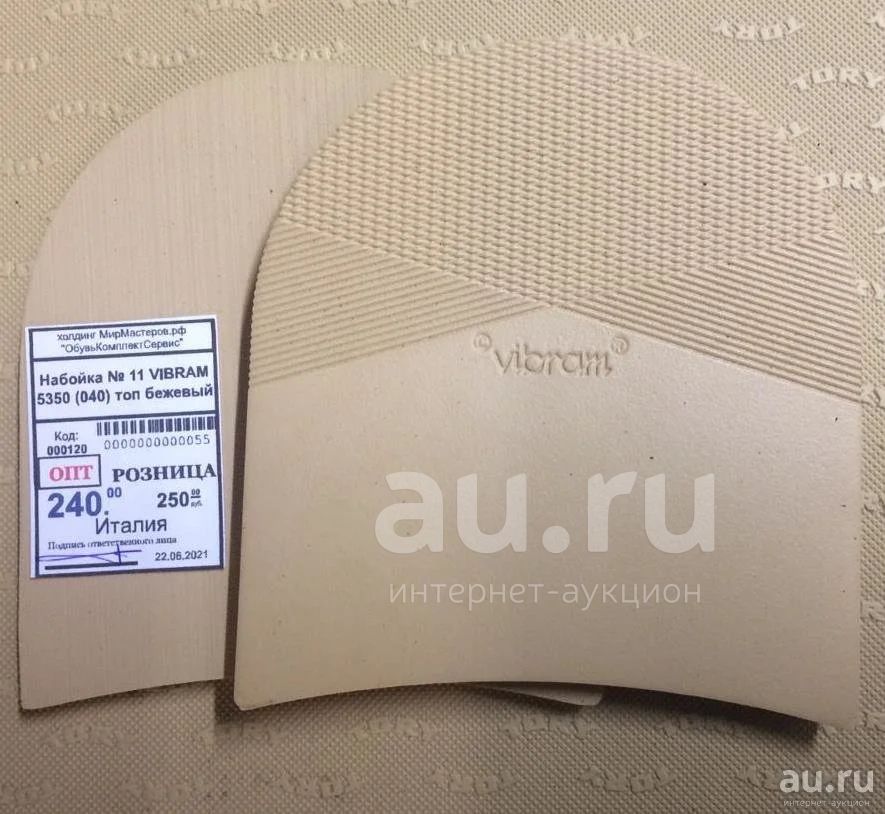 TORY
TORY
TORY
холдинг МирМастеров.рф
"ОбувьКомплектСервис"
Набойка № 11 VIBRAM
5350 (040) топ бежевый
Код:
000120
0000000000055
ОПТ
РОЗНИЦА
240.00
250 00 руб.
Италия
Подпись ответственного лица
22.06.2021
© vibram ®
au.ru
интернет-аукцион
au.ru
интернет-аукцион